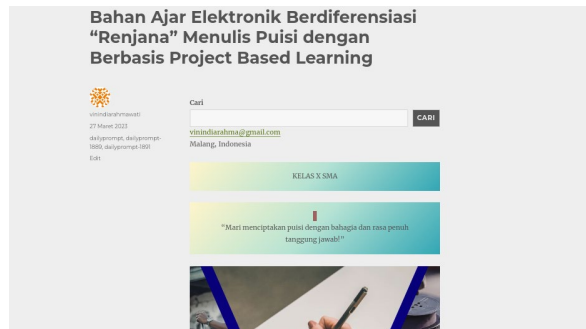 Bahan Ajar Elektronik Berdiferensiasi
“Renjana” Menulis Puisi dengan
Berbasis Project Based Learning
vinindiarahmawati
27 Maret 2023
dailyprompt, dailyprompt-
1889, dailyprompt-1891
Edit
Cari
CARI
vinindiarahma@gmail.com
Malang, Indonesia
KELAS X SMA
“Mari menciptakan puisi dengan bahagia dan rasa penuh
tanggung jawab!”